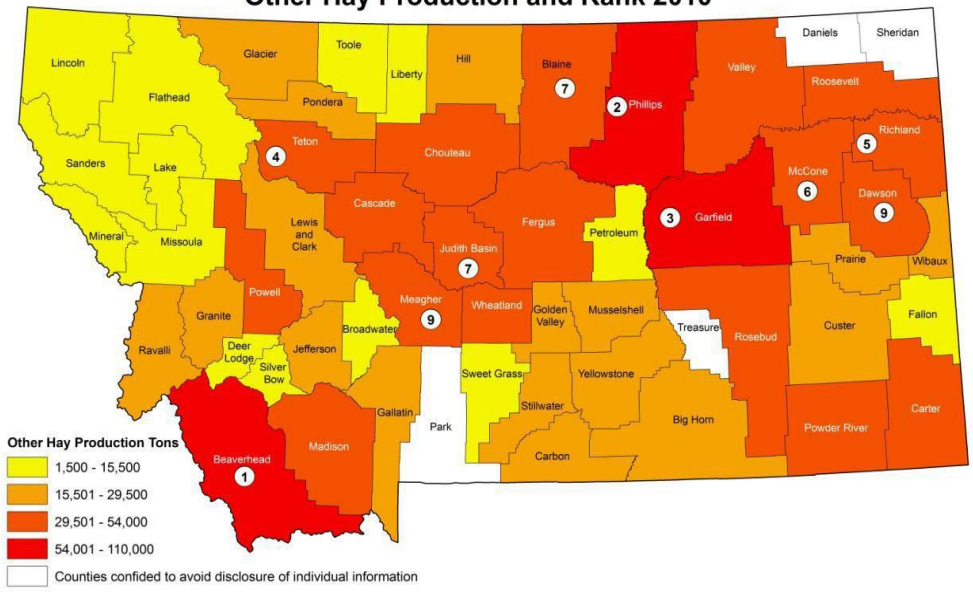 Other Hay Production and Rank 2010
Daniels
Sheridan
Lincoln
Glacier
Toole
Liberty
Hill
Blaine
7
2
Phillips
Valley
Roosevelt
Flathead
Pondera
Teton
4
Chouteau
5
Richland
Sanders
Lake
McCone
6
Dawson
9
Cascade
Lewis
and
Clark
Fergus
Petroleum
3
Garfield
Mineral
Missoula
Judith Basin
7
Prairie
Wibaux
Powell
Meagher
9
Wheatland
Golden
Valley
Musselshell
Fallon
Ravalli
Granite
Broadwater
Treasure
Rosebud
Custer
Deer
Lodge
Jefferson
Silver
Bow
Sweet Grass
Yellowstone
Gallatin
Stillwater
Park
Big Horn
Powder River
Carter
Madison
Carbon
Beaverhead
1
Other Hay Production Tons
1,500 - 15,500
15,501 - 29,500
29,501 - 54,000
54,001 - 110,000
Counties confided to avoid disclosure of individual information